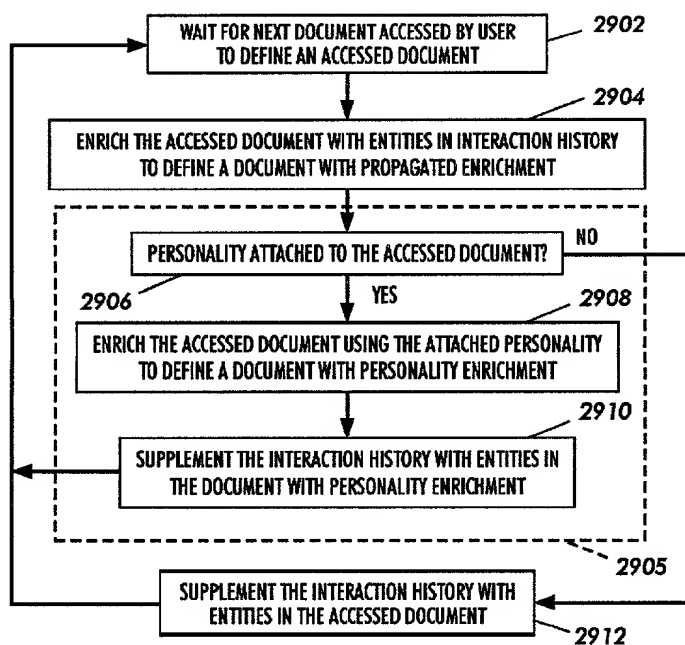 WAIT FOR NEXT DOCUMENT ACCESSED BY USER
TO DEFINE AN ACCESSED DOCUMENT
2902
2904
ENRICH THE ACCESSED DOCUMENT WITH ENTITIES IN INTERACTION HISTORY
TO DEFINE A DOCUMENT WITH PROPAGATED ENRICHMENT
PERSONALITY ATTACHED TO THE ACCESSED DOCUMENT?
NO
2906
YES
2908
ENRICH THE ACCESSED DOCUMENT USING THE ATTACHED PERSONALITY
TO DEFINE A DOCUMENT WITH PERSONALITY ENRICHMENT
2910
SUPPLEMENT THE INTERACTION HISTORY WITH ENTITIES IN
THE DOCUMENT WITH PERSONALITY ENRICHMENT
2905
SUPPLEMENT THE INTERACTION HISTORY WITH
ENTITIES IN THE ACCESSED DOCUMENT
2912